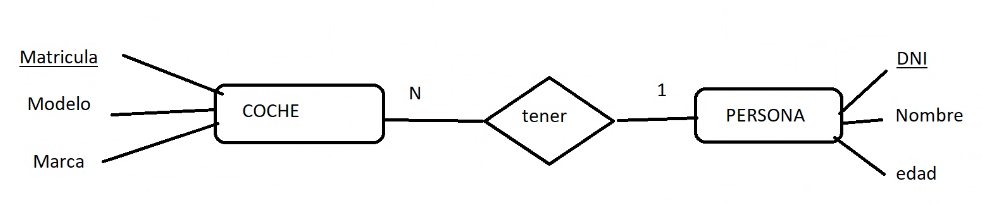 Matricula
Modelo
Marca
COCHE
N
tener
1
PERSONA
DNI
Nombre
edad